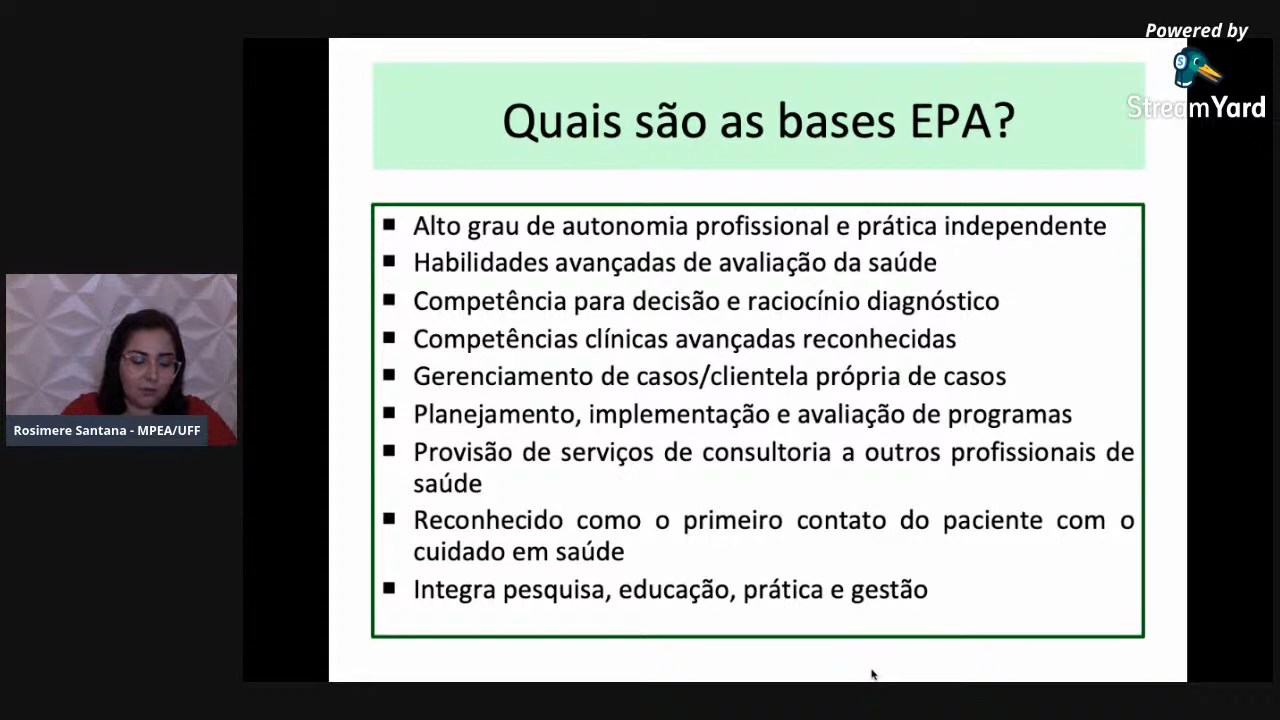 Powered by
StreamYard
Quais são as bases EPA?
▪ Alto grau de autonomia profissional e prática independente
▪ Habilidades avançadas de avaliação da saúde
▪ Competência para decisão e raciocínio diagnóstico
▪ Competências clínicas avançadas reconhecidas
▪ Gerenciamento de casos/clientela própria de casos
▪ Planejamento, implementação e avaliação de programas
▪ Provisão de serviços de consultoria a outros profissionais de
saúde
▪ Reconhecido como o primeiro contato do paciente com o
cuidado em saúde
▪ Integra pesquisa, educação, prática e gestão
Rosimere Santana - MPEA/UFF